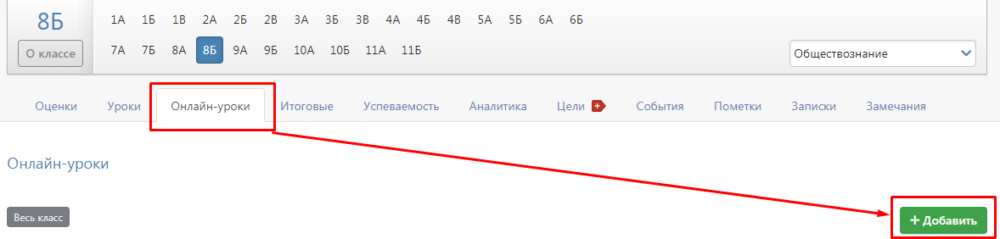 8Б
О классе
1А 1Б 1В 2А 2Б 2В 3А 3Б 3В 4А 4Б 4В 5А 5Б 6А 6Б
7А 7Б 8А 8Б 9А 9Б 10А 10Б 11А 11Б
Обществознание
Оценки Уроки Онлайн-уроки Итоговые Успеваемость Аналитика Цели + События Пометки Записки Замечания
Онлайн-уроки
Весь класс
+ Добавить